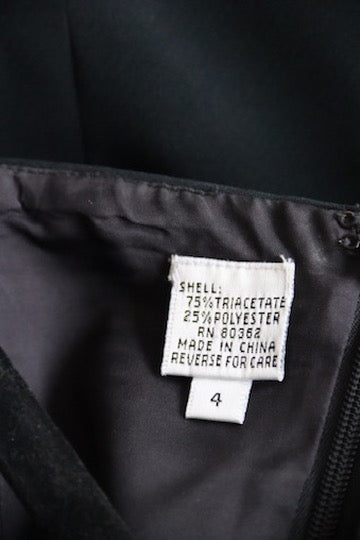 SHELL:
75% TRIACETATE
25% POLYESTER
RN 80362
MADE IN CHINA
REVERSE FOR CARE
4